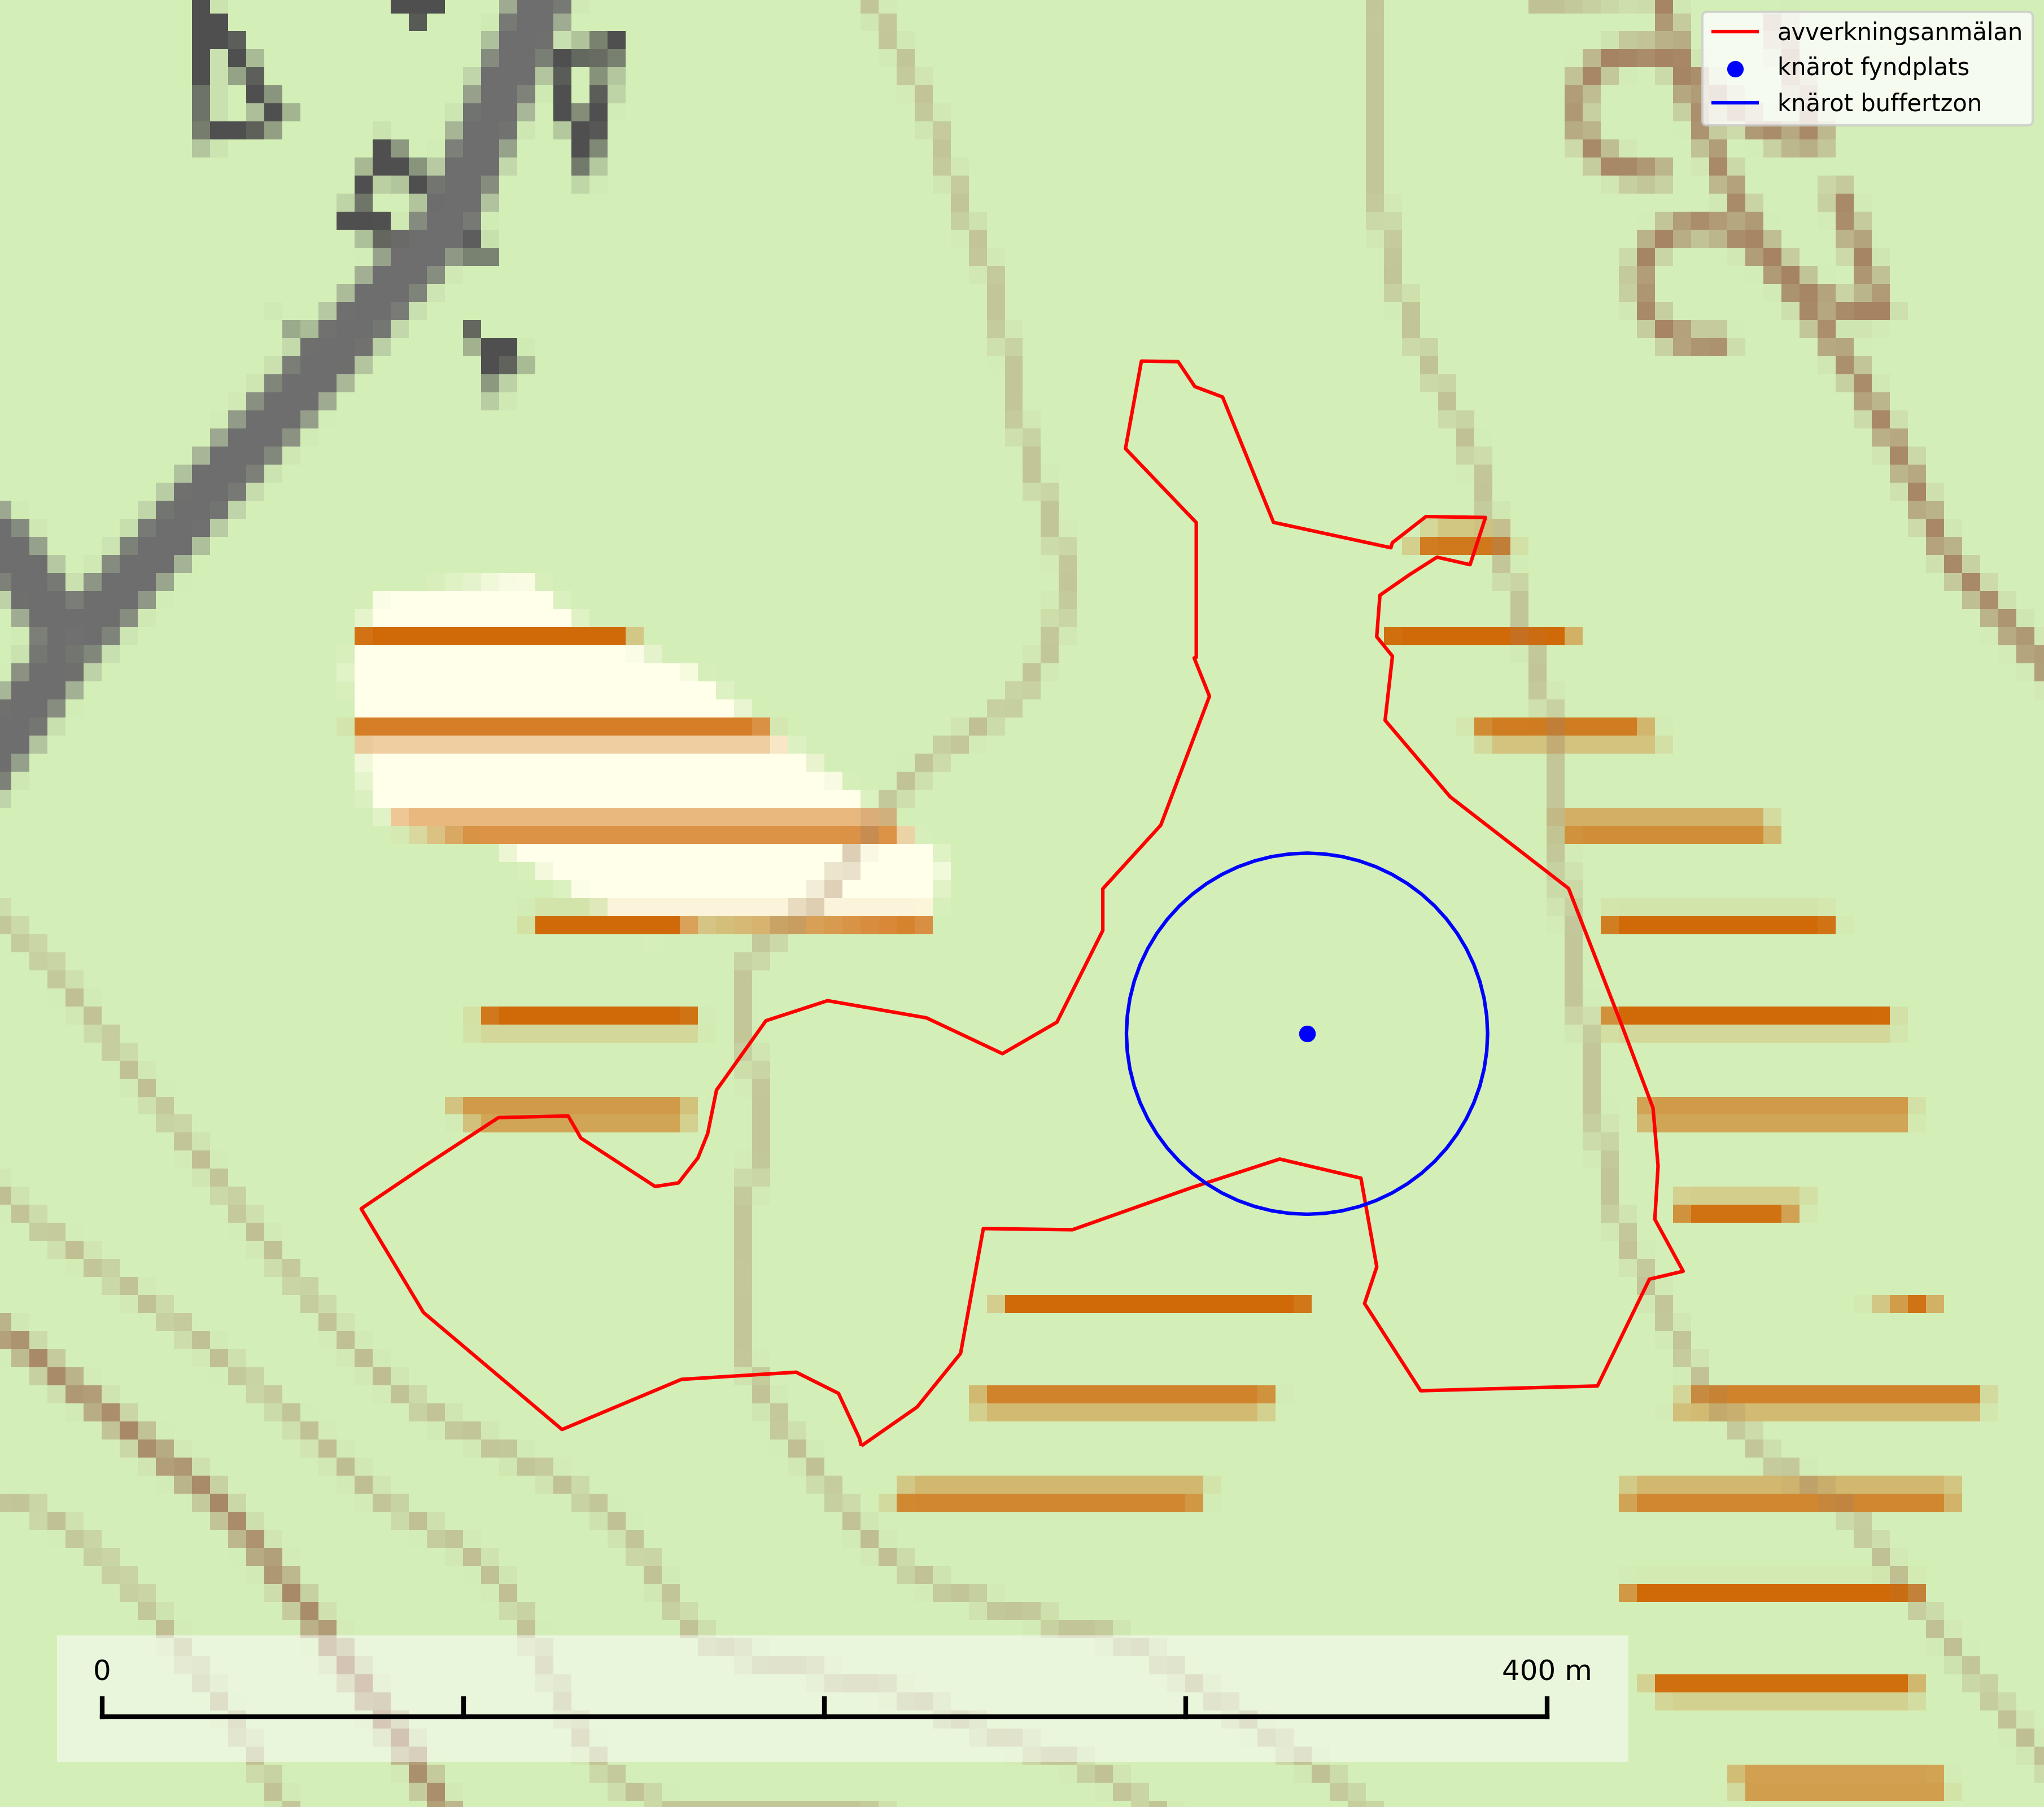 avverkningsanmälan
knärot fyndplats
knärot buffertzon
0
400 m